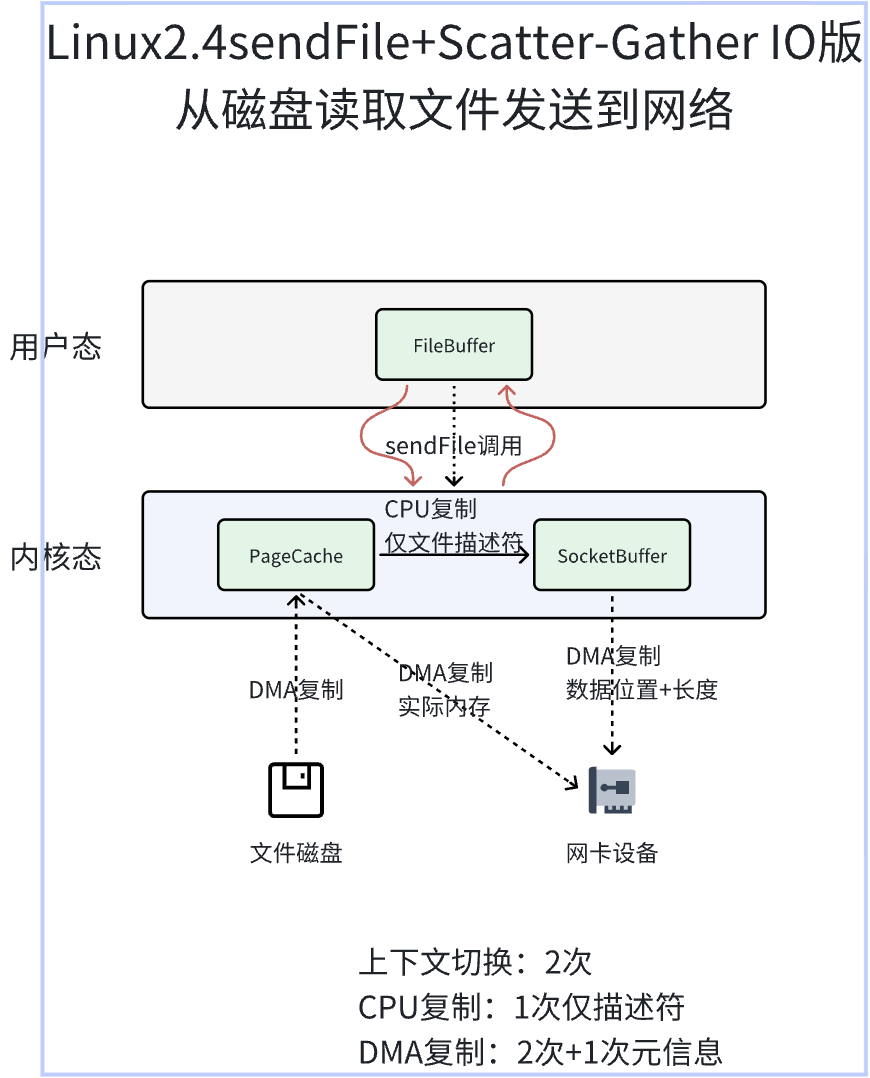 Linux2.4sendFile+Scatter-Gather IO版
从磁盘读取文件发送到网络
用户态
FileBuffer
sendFile调用
内核态
CPU复制
仅文件描述符
PageCache
SocketBuffer
DMA复制
DMA复制
实际内存
DMA复制
数据位置+长度
文件磁盘
网卡设备
上下文切换：2次
CPU复制：1次仅描述符
DMA复制：2次+1次元信息